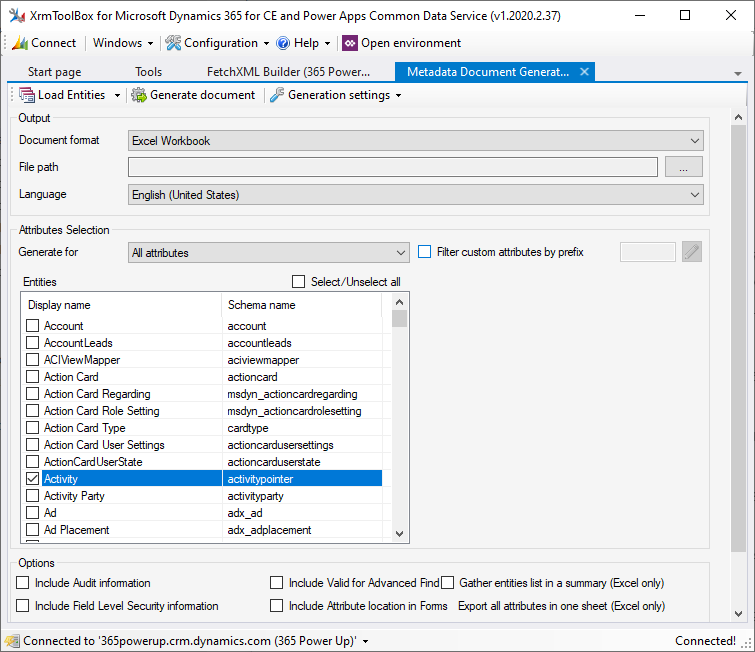 XrmToolBox for Microsoft Dynamics 365 for CE and Power Apps Common Data Service (v1.2020.2.37)
Connect Windows Configuration Help Open environment
Start page Tools FetchXML Builder (365 Power... Metadata Document Generat...
Load Entities Generate document Generation settings
Output
Document format Excel Workbook
File path ...
Language English (United States)
Attributes Selection
Generate for All attributes Filter custom attributes by prefix
Entities Select/Unselect all
Display name Schema name
Account account
AccountLeads accountleads
ACIViewMapper aciviewmapper
Action Card actioncard
Action Card Regarding msdyn_actioncardregarding
Action Card Role Setting msdyn_actioncardrolesetting
Action Card Type cardtype
Action Card User Settings actioncardusersettings
ActionCardUserState actioncarduserstate
Activity activitypointer
Activity Party activityparty
Ad adx_ad
Ad Placement adx_adplacement
Options
Include Audit information Include Valid for Advanced Find Gather entities list in a summary (Excel only)
Include Field Level Security information Include Attribute location in Forms Export all attributes in one sheet (Excel only)
Connected to '365powerup.crm.dynamics.com (365 Power Up)' Connected!